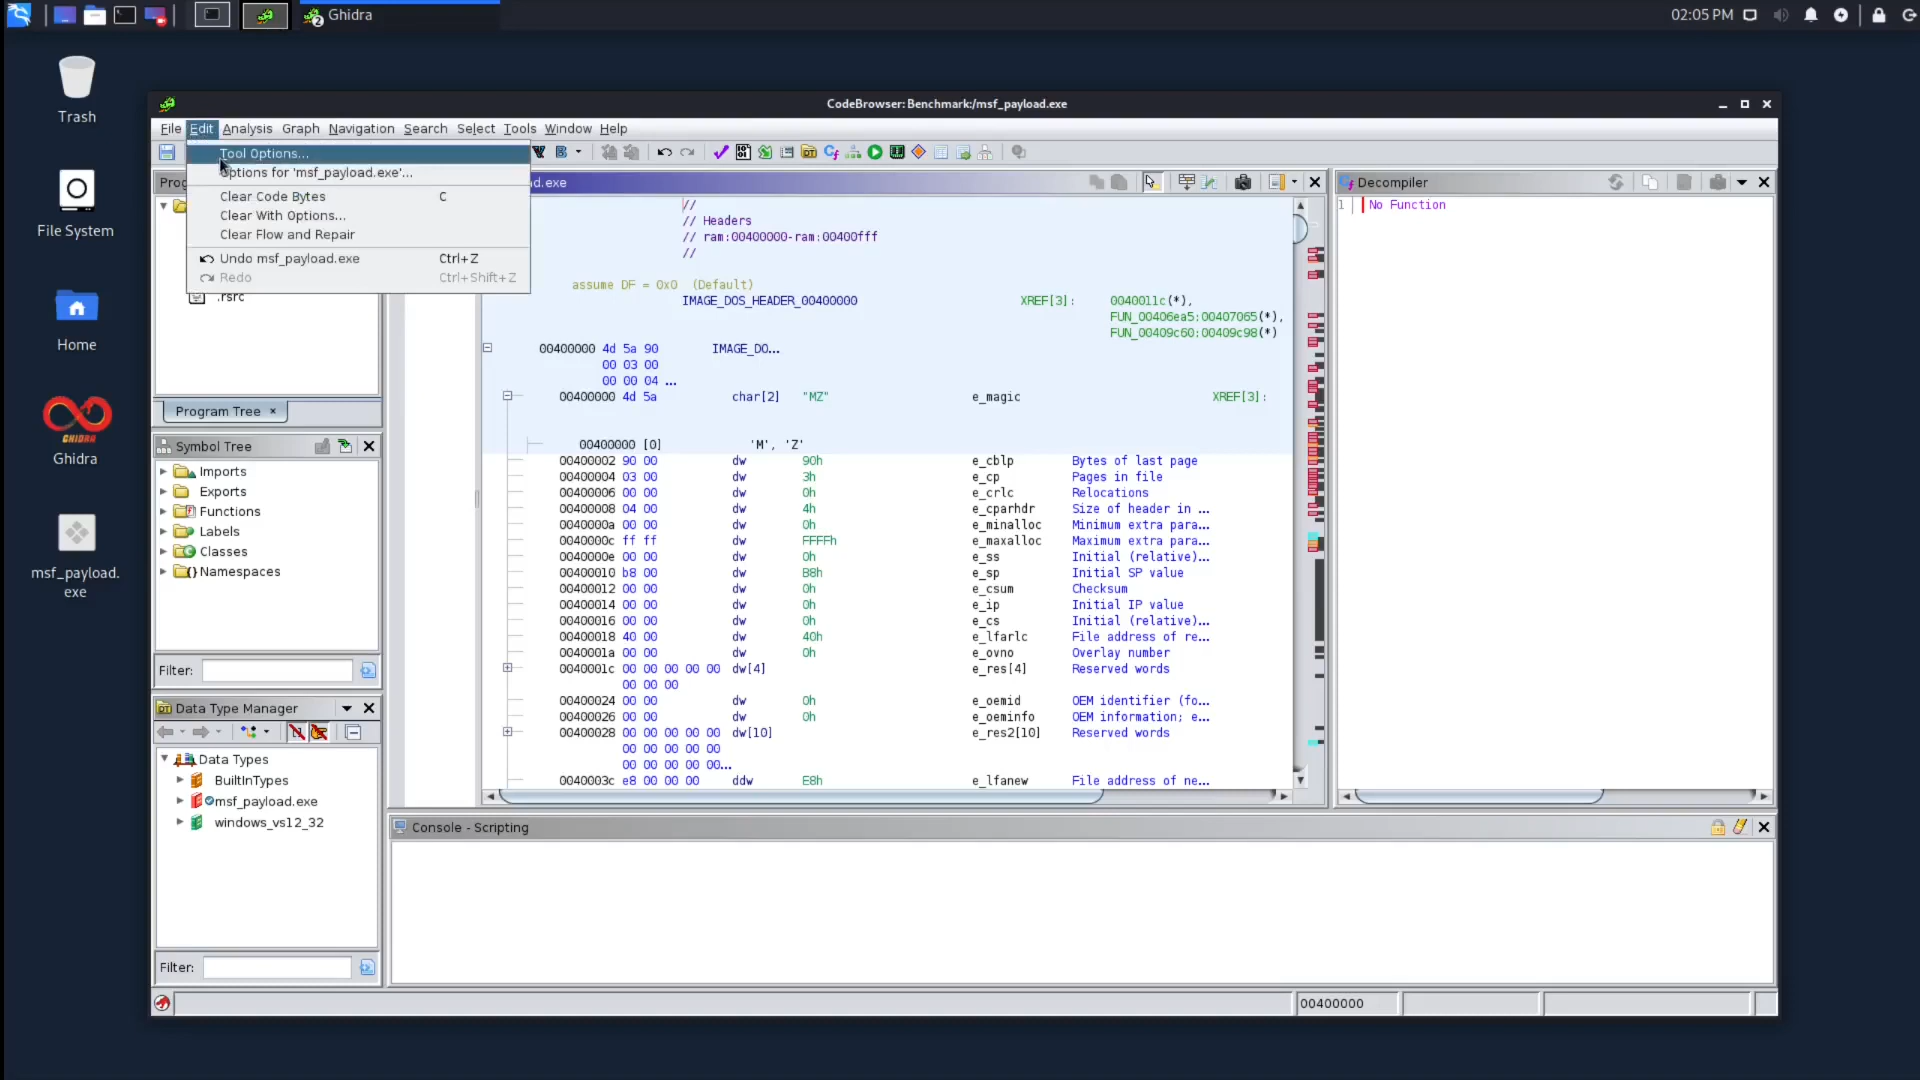 Ghidra
02:05 PM
Trash
File System
Home
GHIDRA
Ghidra
msf_payload.
exe
CodeBrowser: Benchmark:/msf_payload.exe
File Edit Analysis Graph Navigation Search Select Tools Window Help
Tool Options...
Options for 'msf_payload.exe'...
Clear Code Bytes C
Clear With Options...
Clear Flow and Repair
Undo msf_payload.exe Ctrl+Z
Redo Ctrl+Shift+Z
.rsrc
Program Tree ×
Symbol Tree
Imports
Exports
Functions
Labels
Classes
Namespaces
Filter:
Data Type Manager
Data Types
BuiltInTypes
msf_payload.exe
windows_vs12_32
Filter:
//
// Headers
// ram:00400000-ram:00400fff
//
assume DF = 0x0 (Default)
IMAGE_DOS_HEADER_00400000 XREF[3]: 0040011c(*),
FUN_00406ea5:00407065(*),
FUN_00409c60:00409c98(*)
00400000 4d 5a 90 IMAGE_DO...
00 03 00
00 00 04 ...
00400000 4d 5a char[2] "MZ" e_magic XREF[3]:
00400000 [0] 'M', 'Z'
00400002 90 00 dw 90h e_cblp Bytes of last page
00400004 03 00 dw 3h e_cp Pages in file
00400006 00 00 dw 0h e_crlc Relocations
00400008 04 00 dw 4h e_cparhdr Size of header in ...
0040000a 00 00 dw 0h e_minalloc Minimum extra para...
0040000c ff ff dw FFFFh e_maxalloc Maximum extra para...
0040000e 00 00 dw 0h e_ss Initial (relative)...
00400010 b8 00 dw B8h e_sp Initial SP value
00400012 00 00 dw 0h e_csum Checksum
00400014 00 00 dw 0h e_ip Initial IP value
00400016 00 00 dw 0h e_cs Initial (relative)...
00400018 40 00 dw 40h e_lfarlc File address of re...
0040001a 00 00 dw 0h e_ovno Overlay number
0040001c 00 00 00 00 00 dw[4] e_res[4] Reserved words
00 00 00
00400024 00 00 dw 0h e_oemid OEM identifier (fo...
00400026 00 00 dw 0h e_oeminfo OEM information; e...
00400028 00 00 00 00 00 dw[10] e_res2[10] Reserved words
00 00 00 00 00
00 00 00 00 00...
0040003c e8 00 00 00 ddw E8h e_lfanew File address of ne...
Decompiler
1 No Function
Console - Scripting
00400000